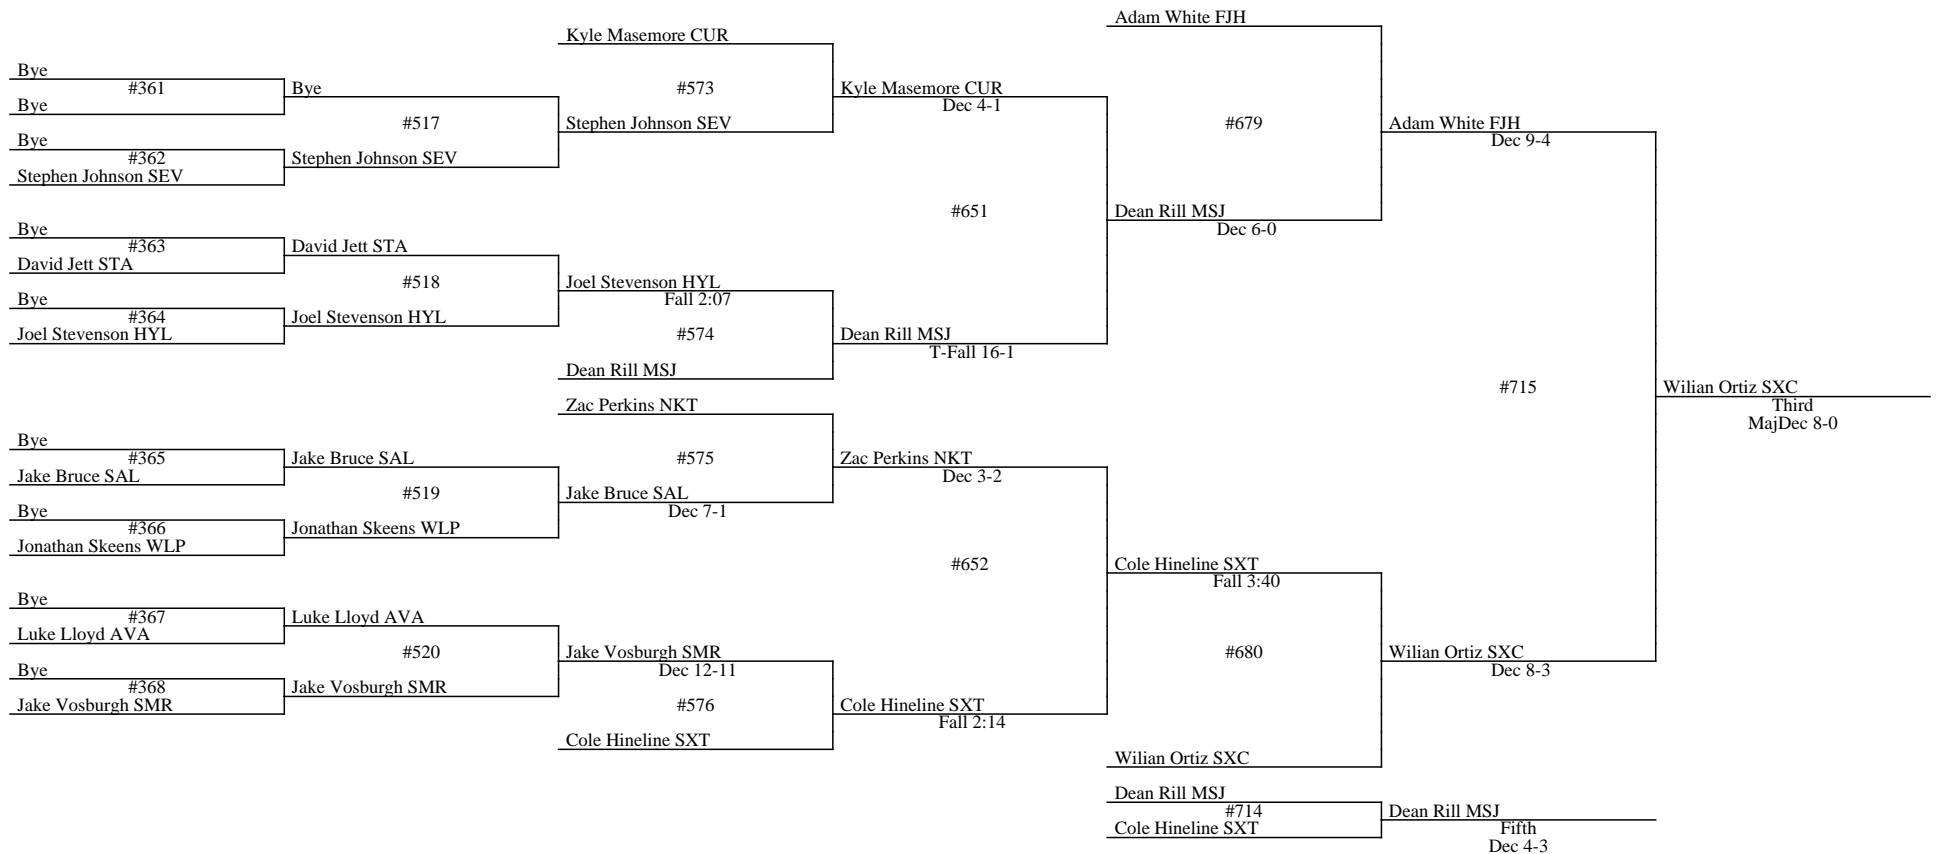 Adam White FJH
Kyle Masemore CUR
Bye
#361
Bye
#573
Kyle Masemore CUR
Bye
Dec 4-1
#517
Stephen Johnson SEV
#679
Adam White FJH
Bye
Dec 9-4
#362
Stephen Johnson SEV
Stephen Johnson SEV
#651
Dean Rill MSJ
Bye
Dec 6-0
#363
David Jett STA
David Jett STA
#518
Joel Stevenson HYL
Bye
Fall 2:07
#364
Joel Stevenson HYL
Joel Stevenson HYL
#574
Dean Rill MSJ
T-Fall 16-1
Dean Rill MSJ
#715
Wilian Ortiz SXC
Zac Perkins NKT
Third
MajDec 8-0
Bye
#365
Jake Bruce SAL
#575
Zac Perkins NKT
Jake Bruce SAL
Dec 3-2
#519
Jake Bruce SAL
Bye
Dec 7-1
#366
Jonathan Skeens WLP
Jonathan Skeens WLP
#652
Cole Hineline SXT
Fall 3:40
Bye
#367
Luke Lloyd AVA
Luke Lloyd AVA
#520
Jake Vosburgh SMR
#680
Wilian Ortiz SXC
Bye
Dec 12-11
Dec 8-3
#368
Jake Vosburgh SMR
Jake Vosburgh SMR
#576
Cole Hineline SXT
Fall 2:14
Cole Hineline SXT
Wilian Ortiz SXC
Dean Rill MSJ
#714
Dean Rill MSJ
Cole Hineline SXT
Fifth
Dec 4-3